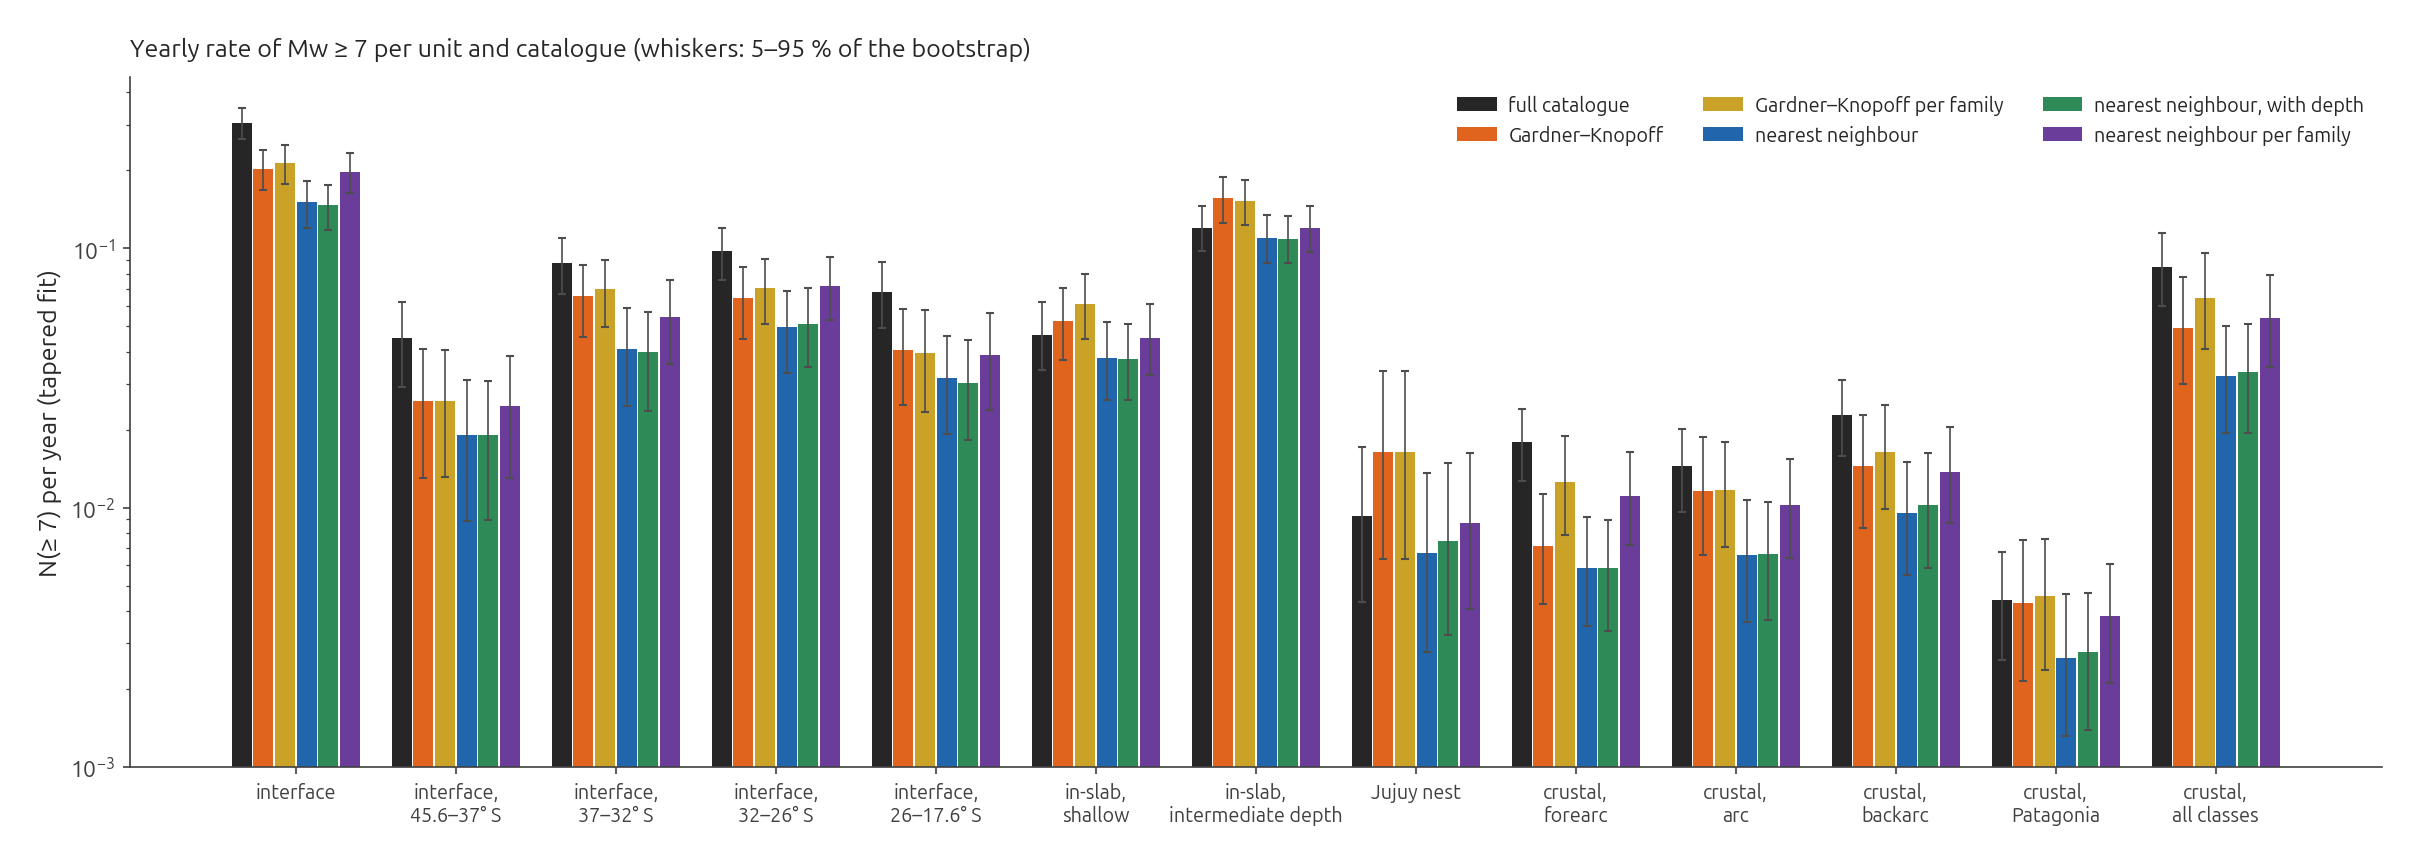 Yearly rate of Mw ≥ 7 per unit and catalogue (whiskers: 5–95 % of the bootstrap)
full catalogue
Gardner–Knopoff
Gardner–Knopoff per family
nearest neighbour
nearest neighbour, with depth
nearest neighbour per family
N(≥ 7) per year (tapered fit)
10⁻¹
10⁻²
10⁻³
interface
interface,
45.6–37° S
interface,
37–32° S
interface,
32–26° S
interface,
26–17.6° S
in-slab,
shallow
in-slab,
intermediate depth
Jujuy nest
crustal,
forearc
crustal,
arc
crustal,
backarc
crustal,
Patagonia
crustal,
all classes